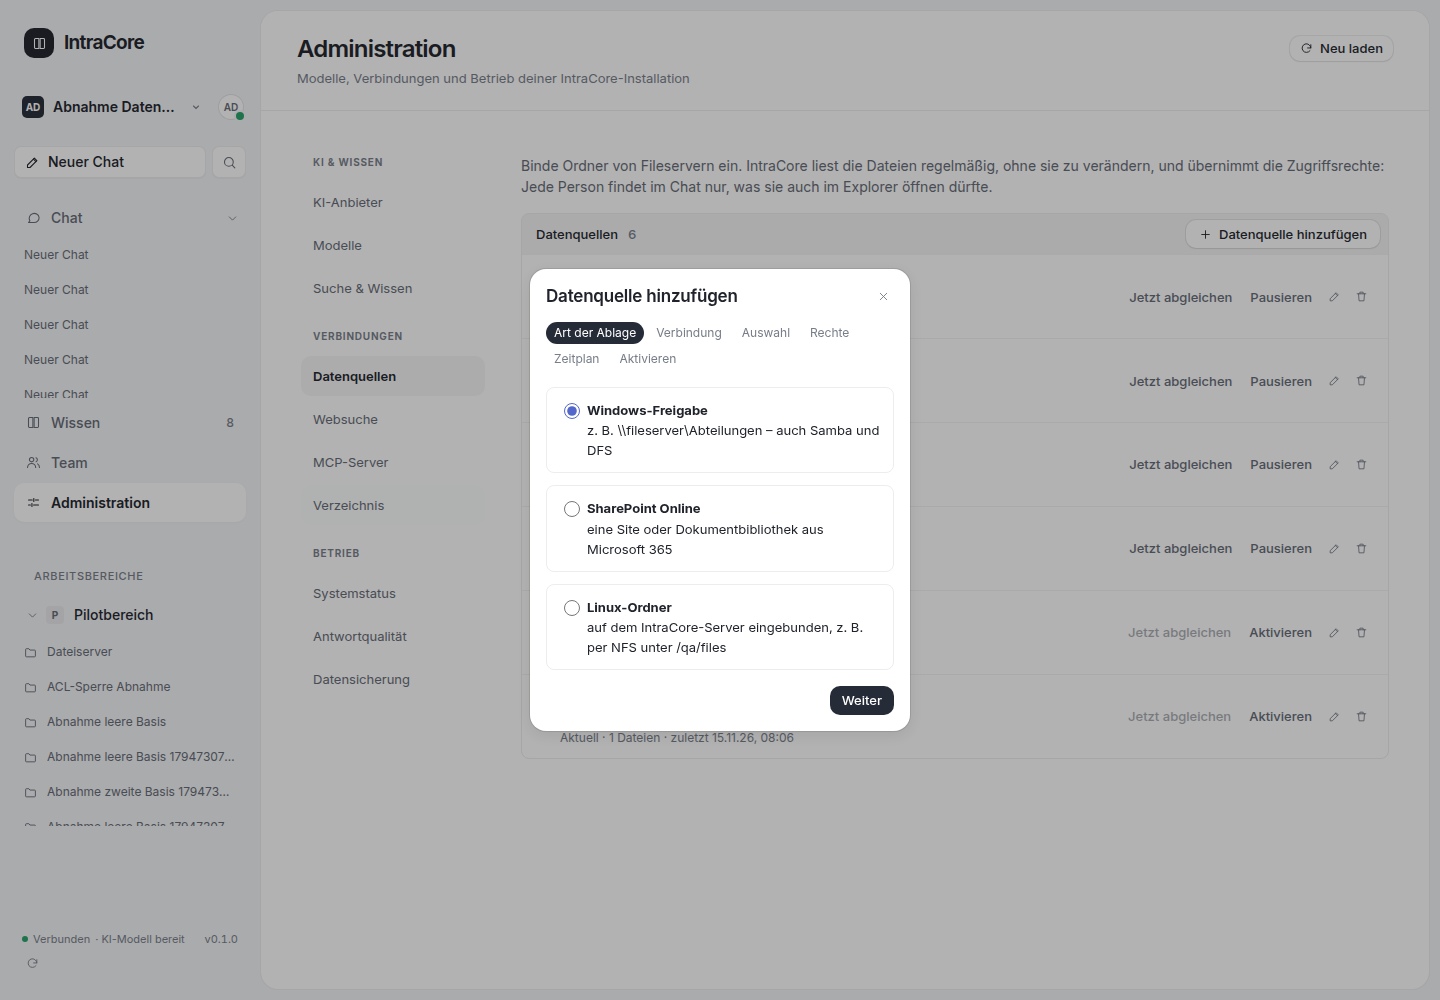 IntraCore
AD Abnahme Daten... AD
Neuer Chat
Chat
Neuer Chat
Neuer Chat
Neuer Chat
Neuer Chat
Neuer Chat
Wissen 8
Team
Administration
ARBEITSBEREICHE
P Pilotbereich
Dateiserver
ACL-Sperre Abnahme
Abnahme leere Basis
Abnahme leere Basis 17947307...
Abnahme zweite Basis 179473...
Abnahme leere Basis 17947307...
Verbunden · KI-Modell bereit v0.1.0
Administration
Modelle, Verbindungen und Betrieb deiner IntraCore-Installation
Neu laden
KI & WISSEN
KI-Anbieter
Modelle
Suche & Wissen
VERBINDUNGEN
Datenquellen
Websuche
MCP-Server
Verzeichnis
BETRIEB
Systemstatus
Antwortqualität
Datensicherung
Binde Ordner von Fileservern ein. IntraCore liest die Dateien regelmäßig, ohne sie zu verändern, und übernimmt die Zugriffsrechte:
Jede Person findet im Chat nur, was sie auch im Explorer öffnen dürfte.
Datenquellen 6
Datenquelle hinzufügen
Jetzt abgleichen Pausieren
Jetzt abgleichen Pausieren
Jetzt abgleichen Pausieren
Jetzt abgleichen Pausieren
Jetzt abgleichen Aktivieren
Jetzt abgleichen Aktivieren
Aktuell · 1 Dateien · zuletzt 15.11.26, 08:06
Datenquelle hinzufügen
Art der Ablage Verbindung Auswahl Rechte
Zeitplan Aktivieren
Windows-Freigabe
z. B. \\fileserver\Abteilungen – auch Samba und
DFS
SharePoint Online
eine Site oder Dokumentbibliothek aus
Microsoft 365
Linux-Ordner
auf dem IntraCore-Server eingebunden, z. B.
per NFS unter /qa/files
Weiter